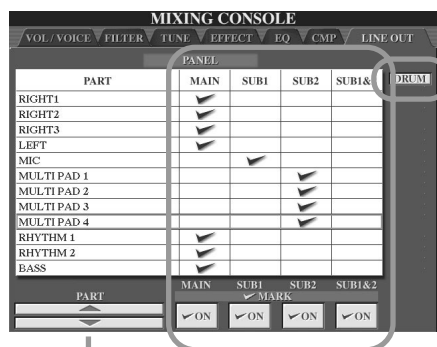 MIXING CONSOLE
VOL / VOICE FILTER TUNE EFFECT EQ CMP LINE OUT
PANEL
PART MAIN SUB1 SUB2 SUB1& DRUM
RIGHT1
RIGHT2
RIGHT3
LEFT
MIC
MULTI PAD 1
MULTI PAD 2
MULTI PAD 3
MULTI PAD 4
RHYTHM 1
RHYTHM 2
BASS
MAIN SUB1 SUB2 SUB1&2
PART MARK
ON ON ON ON